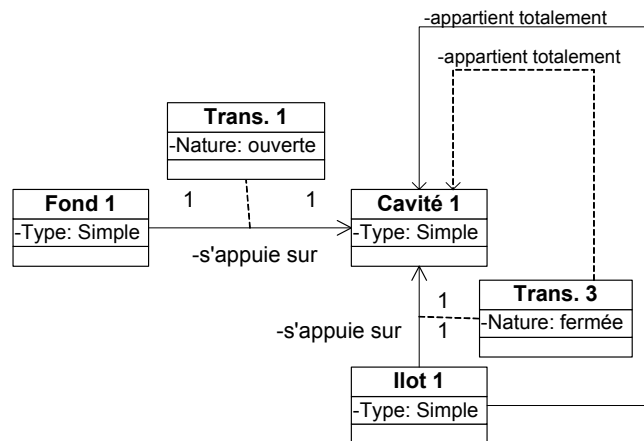 -appartient totalement
-appartient totalement
Trans. 1
-Nature: ouverte
Fond 1
-Type: Simple
1
1
-s'appuie sur
Cavité 1
-Type: Simple
Trans. 3
-Nature: fermée
1
1
-s'appuie sur
Ilot 1
-Type: Simple